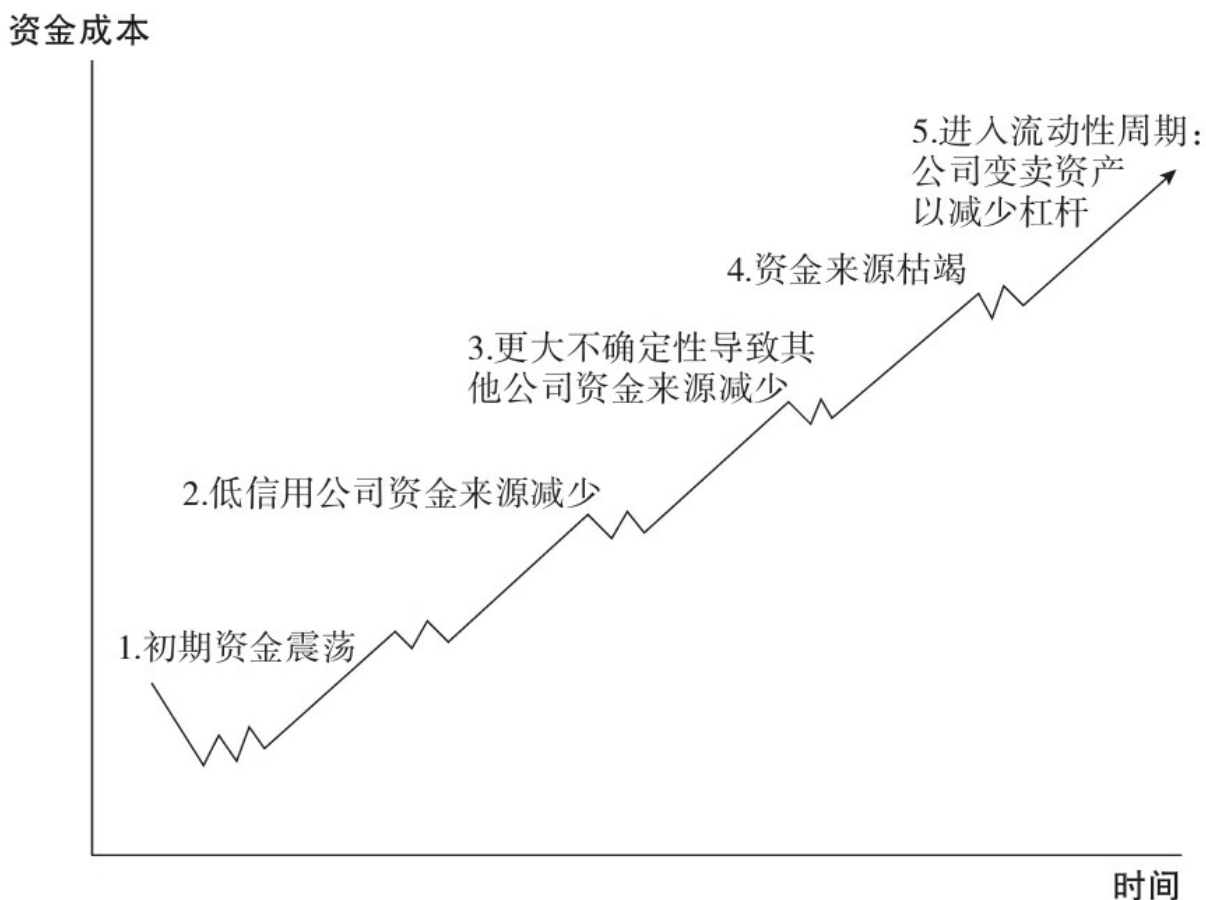 资金成本
5.进入流动性周期：
公司变卖资产
以减少杠杆
4.资金来源枯竭
3.更大不确定性导致其
他公司资金来源减少
2.低信用公司资金来源减少
1.初期资金震荡
时间